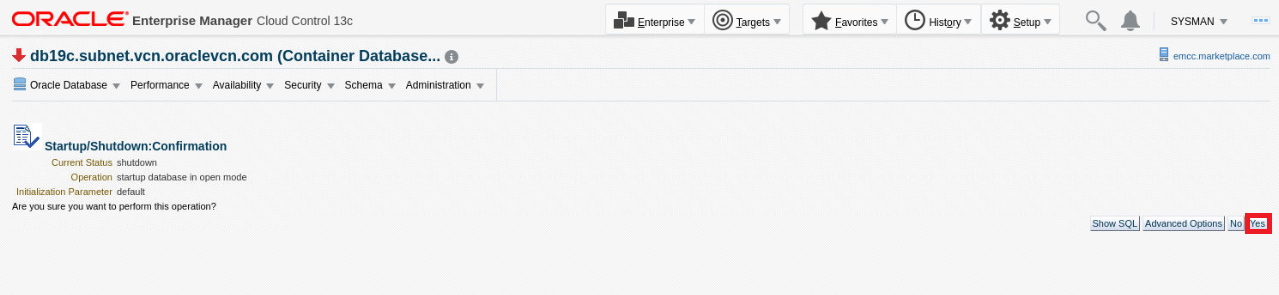 ORACLE® Enterprise Manager Cloud Control 13c Enterprise Targets Favorites History Setup SYSMAN
db19c.subnet.vcn.oraclevcn.com (Container Database... emcc.marketplace.com
Oracle Database Performance Availability Security Schema Administration
Startup/Shutdown:Confirmation
Current Status shutdown
Operation startup database in open mode
Initialization Parameter default
Are you sure you want to perform this operation?
Show SQL Advanced Options No Yes